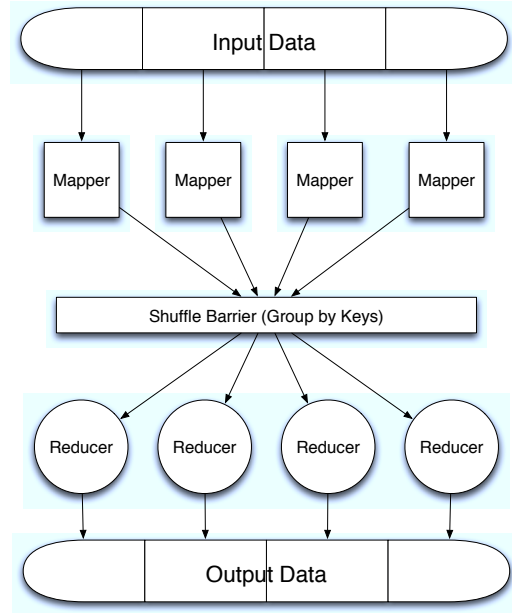 Input Data
Mapper
Mapper
Mapper
Mapper
Shuffle Barrier (Group by Keys)
Reducer
Reducer
Reducer
Reducer
Output Data